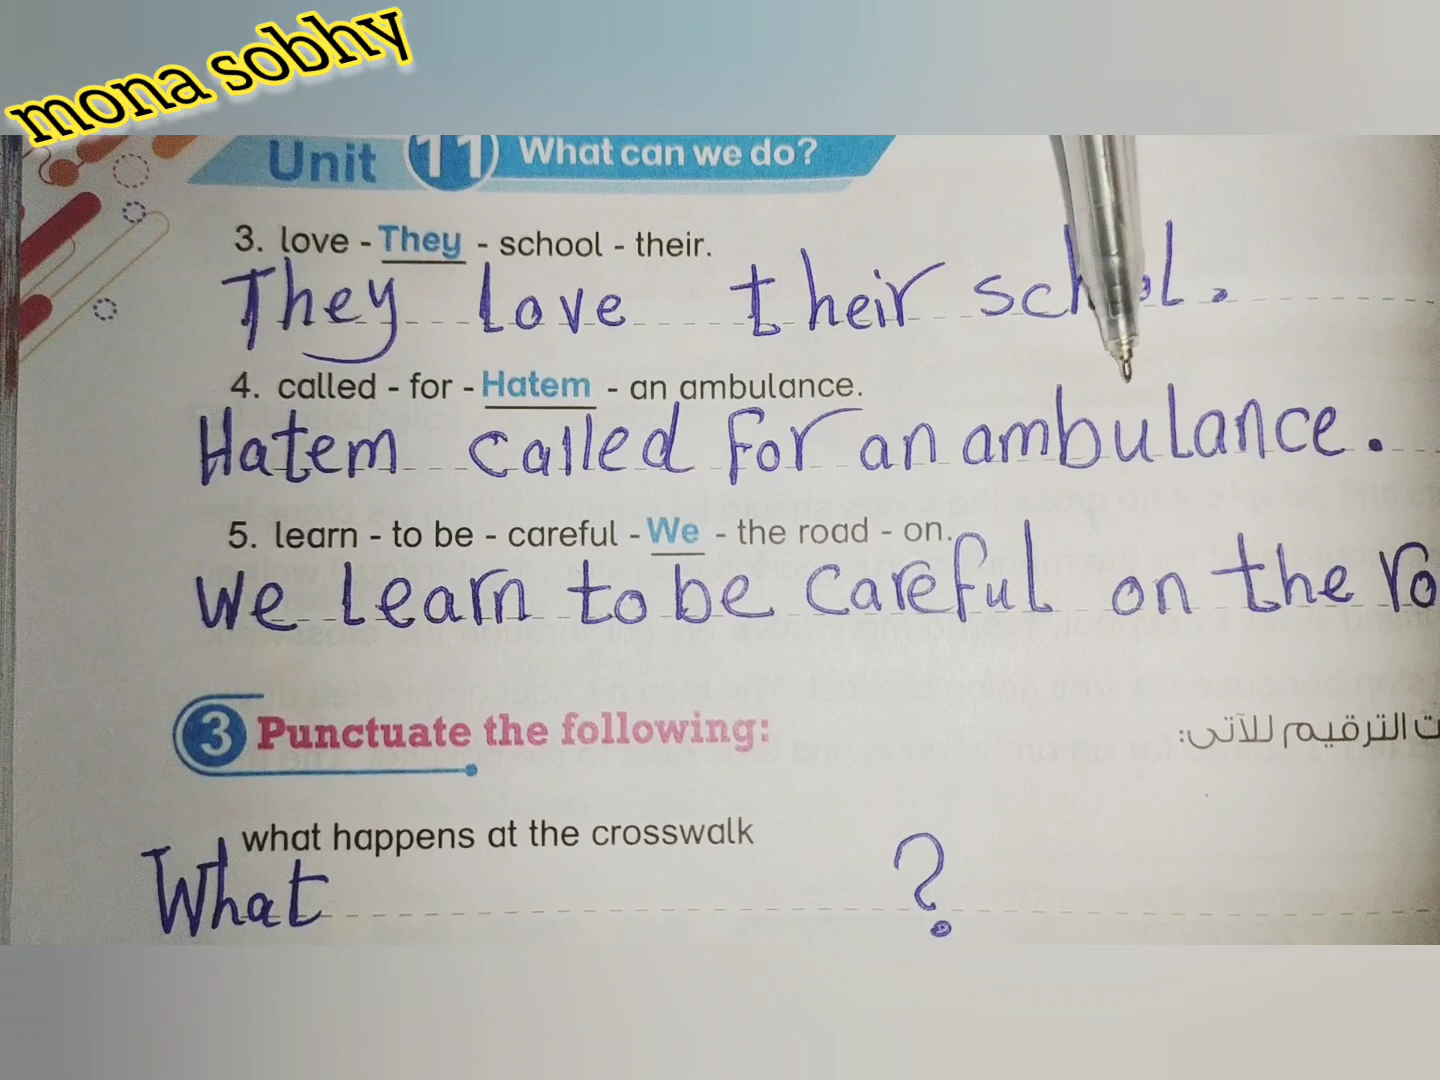 mona sobhy
Unit 11 What can we do?
3. love - They - school - their.
They love their school.
4. called - for - Hatem - an ambulance.
Hatem called for an ambulance.
5. learn - to be - careful - We - the road - on.
We learn to be careful on the ro
3 Punctuate the following:
ت الترقيم للآتى:
what happens at the crosswalk
What ?